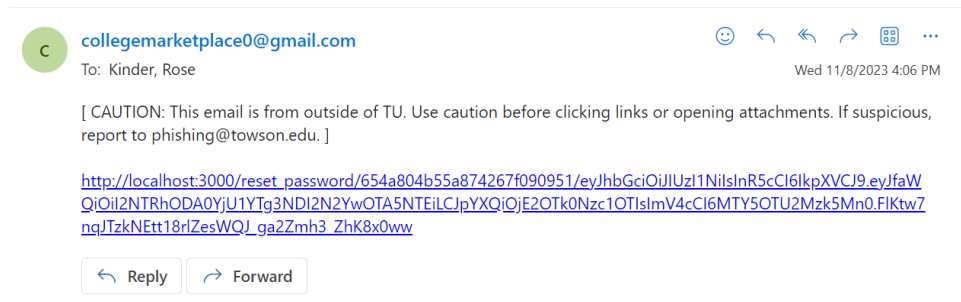 C
collegemarketplace0@gmail.com
To: Kinder, Rose
Wed 11/8/2023 4:06 PM
[ CAUTION: This email is from outside of TU. Use caution before clicking links or opening attachments. If suspicious,
report to phishing@towson.edu. ]
http://localhost:3000/reset_password/654a804b55a874267f090951/eyJhbGciOiJIUzI1NiIsInR5cCI6IkpXVCJ9.eyJfaW
QiOiI2NTRhODA0YjU1YTg3NDI2N2YwOTA5NTEiLCJpYXQiOjE2OTk0Nzc1OTIsImV4cCI6MTY5OTU2Mzk5Mn0.FlKtw7
nqJTzkNEtt18rlZesWQJ_ga2Zmh3_ZhK8x0ww
Reply
Forward